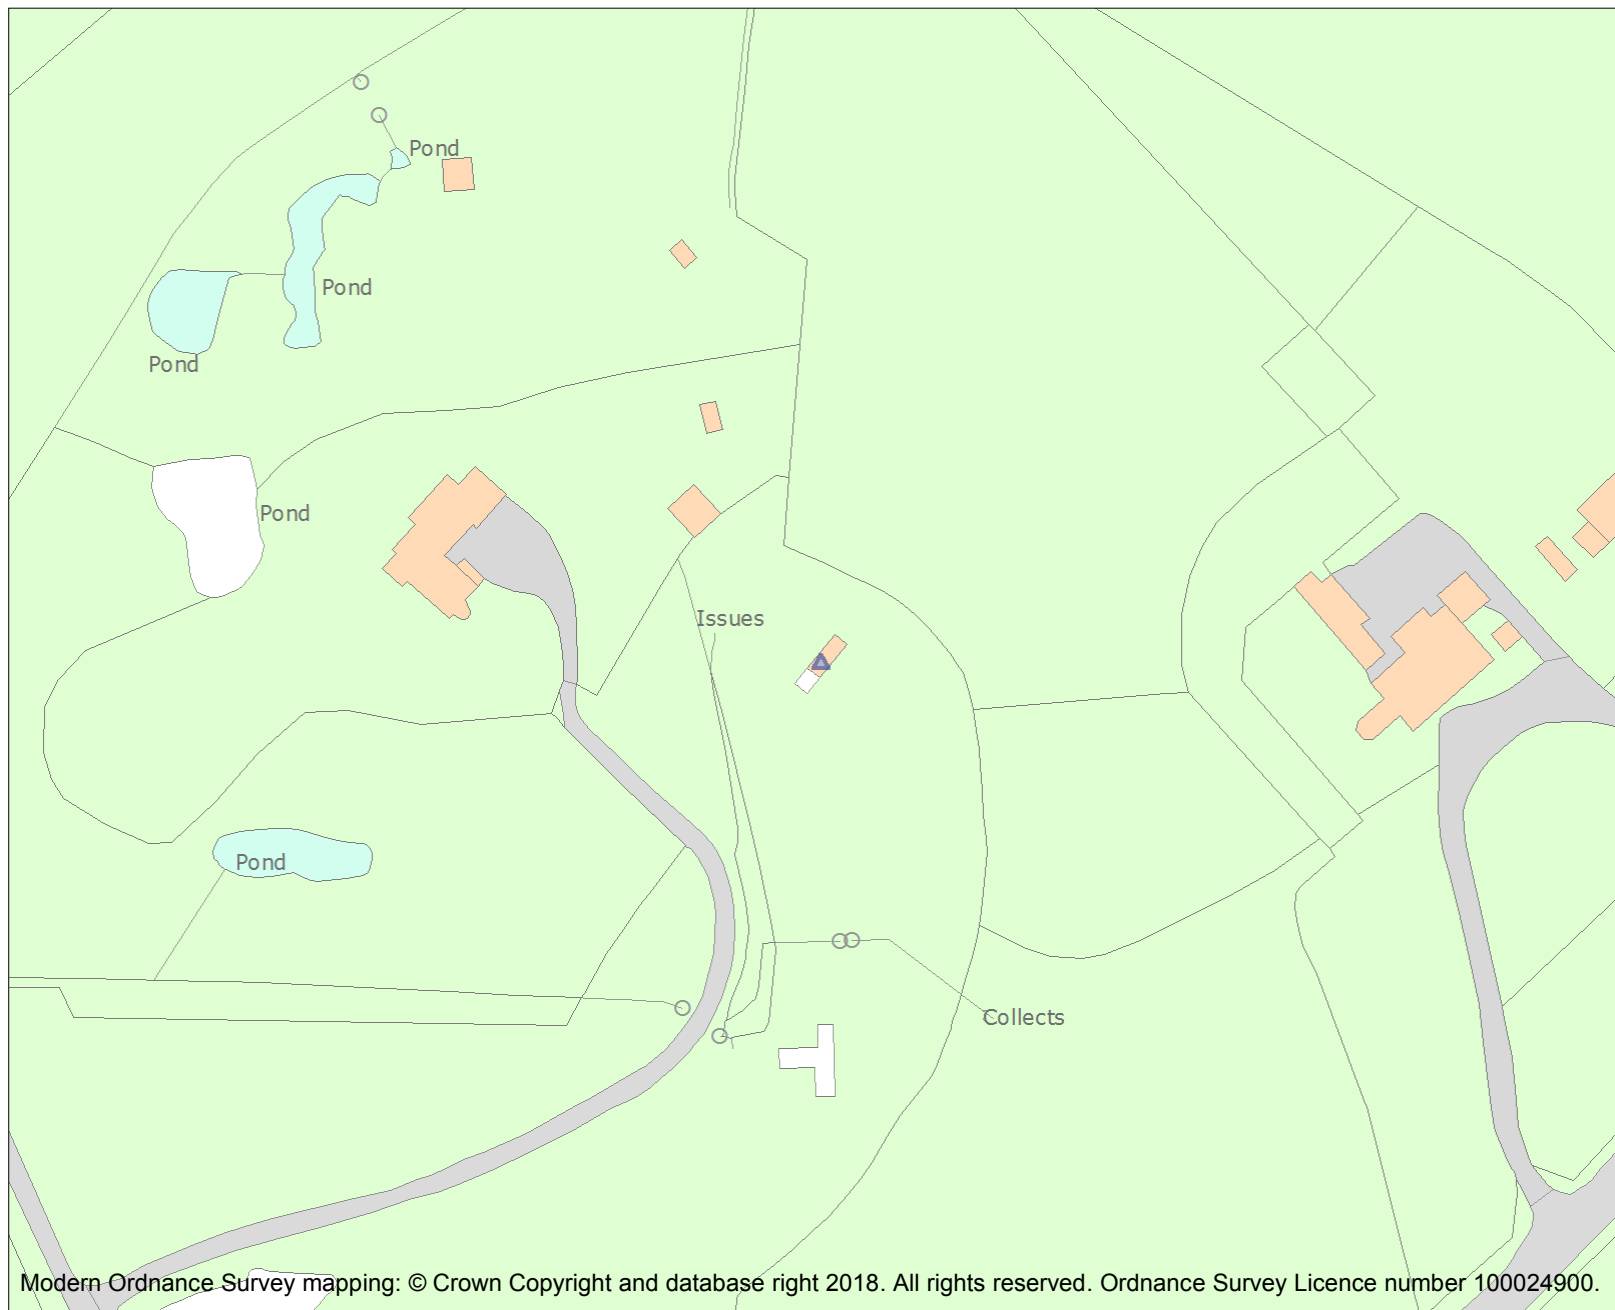 Pond
Pond
Pond
Pond
Issues
Pond
Collects
Modern Ordnance Survey mapping: © Crown Copyright and database right 2018. All rights reserved. Ordnance Survey Licence number 100024900.